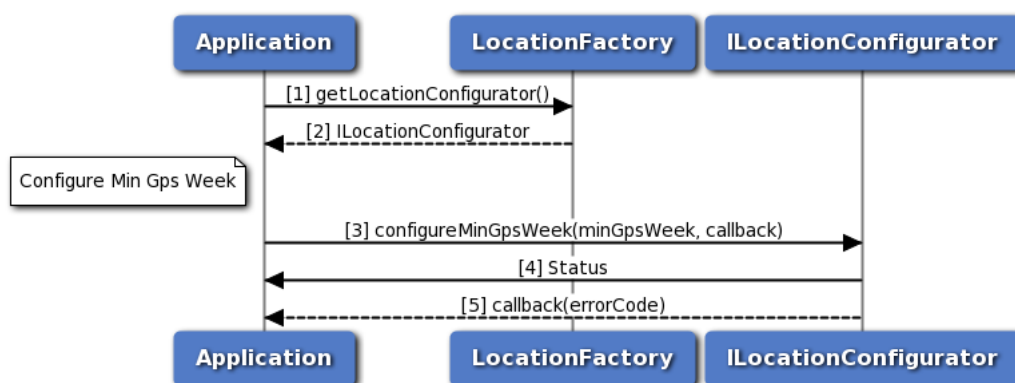 Application
LocationFactory
ILocationConfigurator
[1] getLocationConfigurator()
[2] ILocationConfigurator
Configure Min Gps Week
[3] configureMinGpsWeek(minGpsWeek, callback)
[4] Status
[5] callback(errorCode)
Application
LocationFactory
ILocationConfigurator